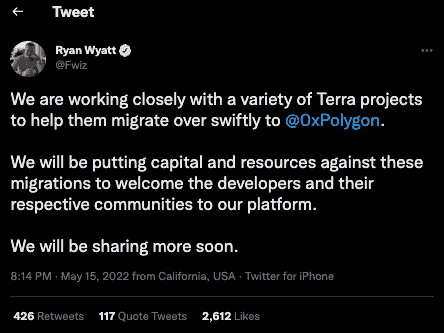 Tweet
Ryan Wyatt
@Fwiz
We are working closely with a variety of Terra projects
to help them migrate over swiftly to @0xPolygon.
We will be putting capital and resources against these
migrations to welcome the developers and their
respective communities to our platform.
We will be sharing more soon.
8:14 PM · May 15, 2022 from California, USA · Twitter for iPhone
426 Retweets 117 Quote Tweets 2,612 Likes